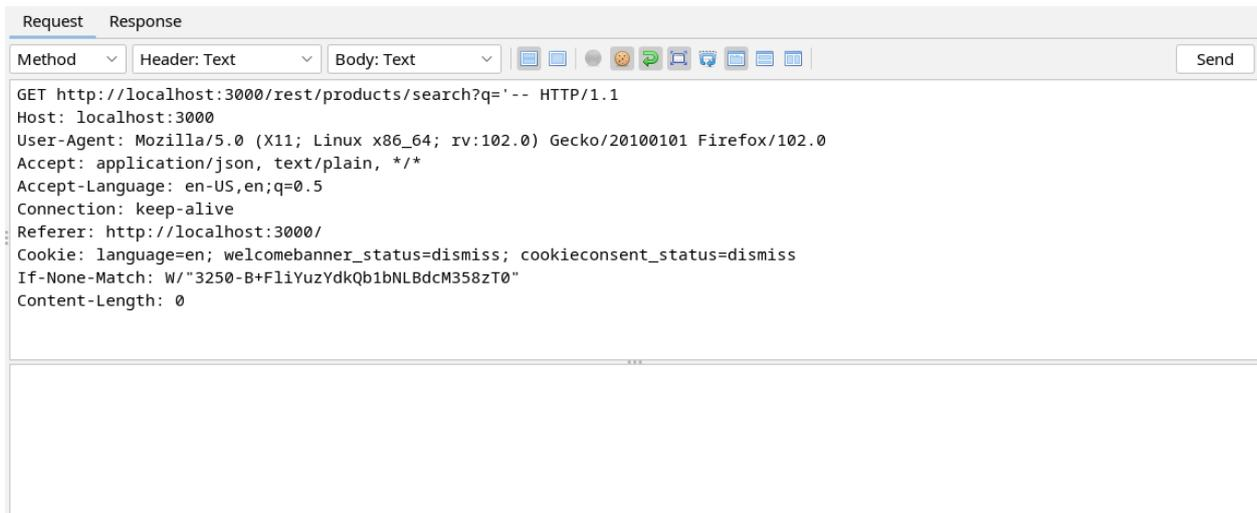 Request Response
Method Header: Text Body: Text Send
GET http://localhost:3000/rest/products/search?q='-- HTTP/1.1
Host: localhost:3000
User-Agent: Mozilla/5.0 (X11; Linux x86_64; rv:102.0) Gecko/20100101 Firefox/102.0
Accept: application/json, text/plain, */*
Accept-Language: en-US,en;q=0.5
Connection: keep-alive
Referer: http://localhost:3000/
Cookie: language=en; welcomebanner_status=dismiss; cookieconsent_status=dismiss
If-None-Match: W/"3250-B+FliYuzYdkQb1bNLBdcM358zT0"
Content-Length: 0